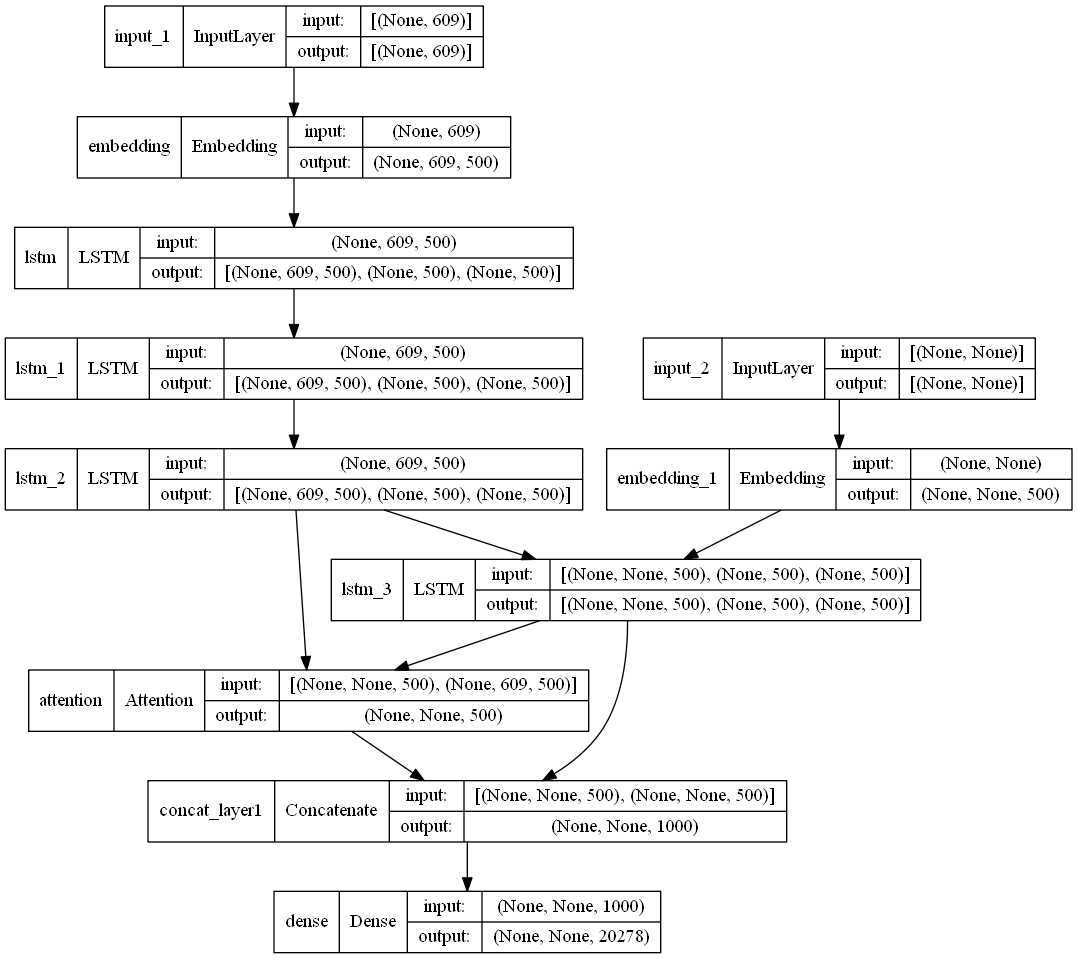 input_1 InputLayer input: [(None, 609)]
output: [(None, 609)]
embedding Embedding input: (None, 609)
output: (None, 609, 500)
lstm LSTM input: (None, 609, 500)
output: [(None, 609, 500), (None, 500), (None, 500)]
lstm_1 LSTM input: (None, 609, 500)
output: [(None, 609, 500), (None, 500), (None, 500)]
input_2 InputLayer input: [(None, None)]
output: [(None, None)]
lstm_2 LSTM input: (None, 609, 500)
output: [(None, 609, 500), (None, 500), (None, 500)]
embedding_1 Embedding input: (None, None)
output: (None, None, 500)
lstm_3 LSTM input: [(None, None, 500), (None, 500), (None, 500)]
output: [(None, None, 500), (None, 500), (None, 500)]
attention Attention input: [(None, None, 500), (None, 609, 500)]
output: (None, None, 500)
concat_layer1 Concatenate input: [(None, None, 500), (None, None, 500)]
output: (None, None, 1000)
dense Dense input: (None, None, 1000)
output: (None, None, 20278)